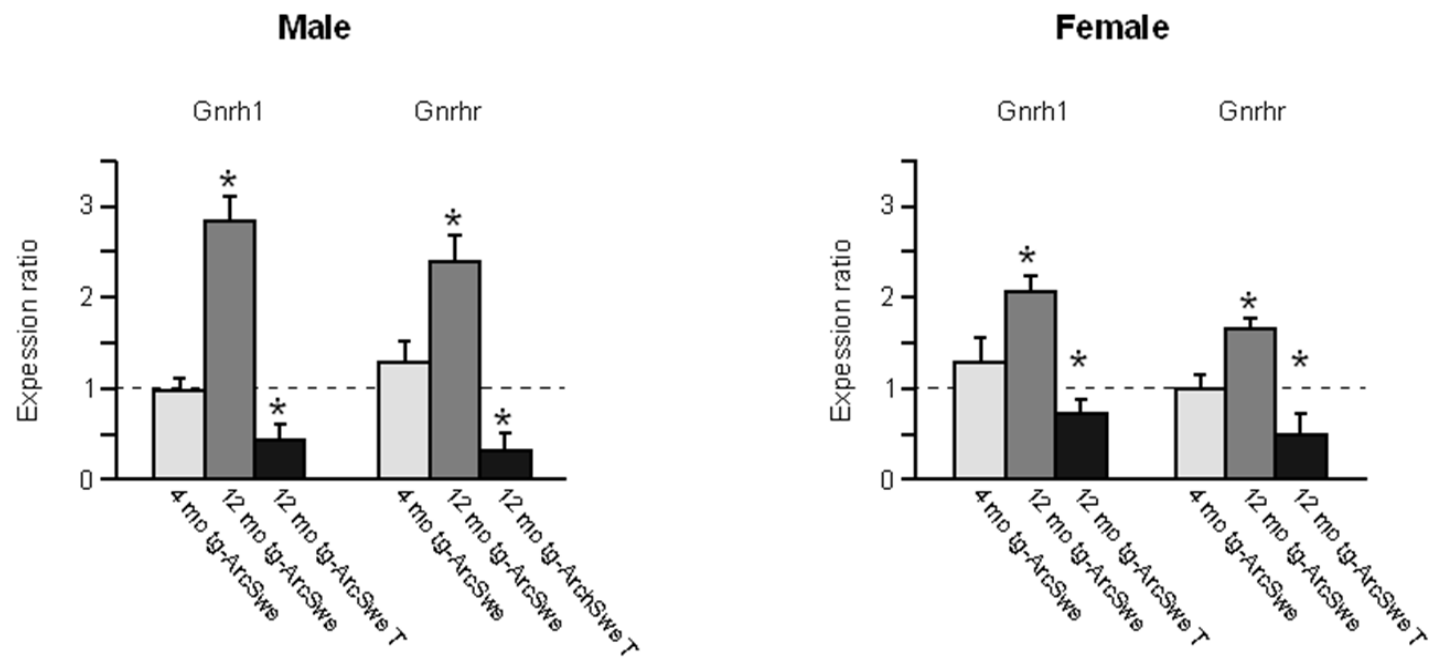 Male
Female
Gnrh1
Gnrhr
Gnrh1
Gnrhr
Expession ratio
3
2
1
0
*
*
*
*
4 mo tg-ArcSwe
12 mo tg-ArcSwe
12 mo tg-ArcSwe T
4 mo tg-ArcSwe
12 mo tg-ArcSwe
12 mo tg-ArchSwe T
Expession ratio
3
2
1
0
*
*
*
*
4 mo tg-ArcSwe
12 mo tg-ArcSwe
12 mo tg-ArcSwe T
4 mo tg-ArcSwe
12 mo tg-ArcSwe
12 mo tg-ArcSwe T